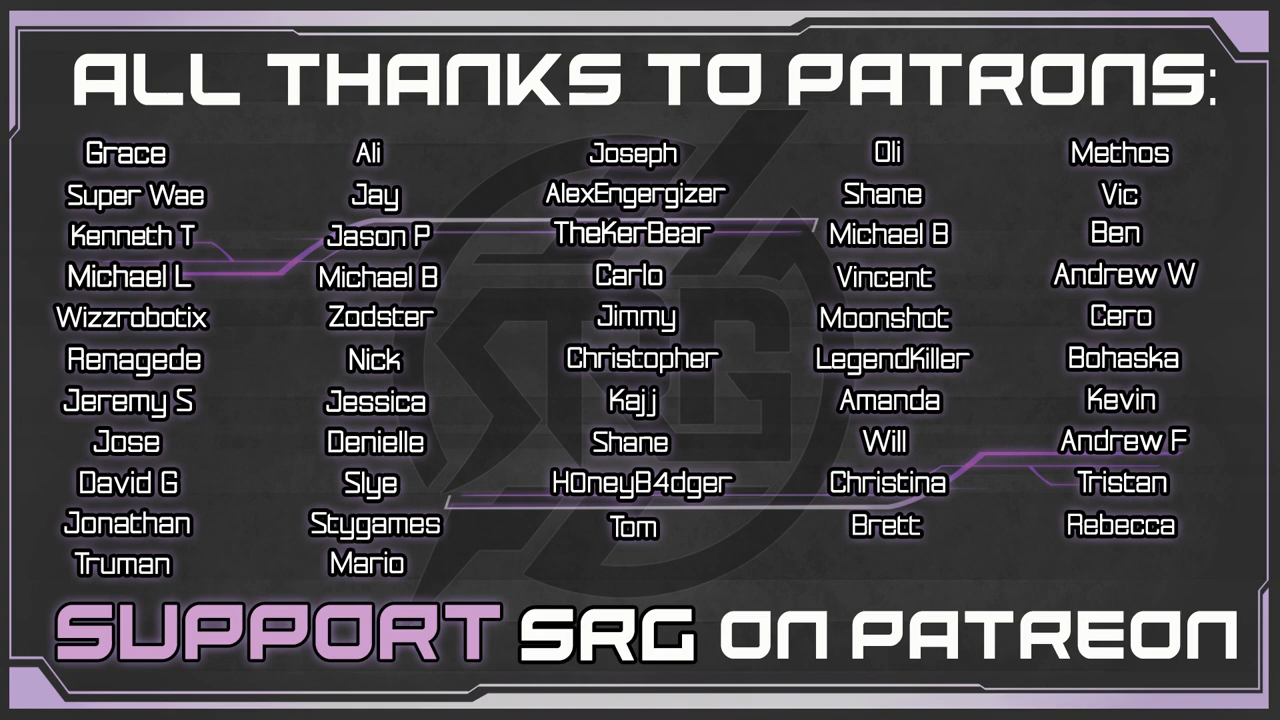 ALL THANKS TO PATRONS:
Grace Ali Joseph Oli Methos
Super Wae Jay AlexEngergizer Shane Vic
Kenneth T Jason P TheKerBear Michael B Ben
Michael L Michael B Carlo Vincent Andrew W
Wizzrobotix Zodster Jimmy Moonshot Cero
Renagede Nick Christopher LegendKiller Bohaska
Jeremy S Jessica Kajj Amanda Kevin
Jose Denielle Shane Will Andrew F
David G Slye H0neyB4dger Christina Tristan
Jonathan Stygames Tom Brett Rebecca
Truman Mario
SUPPORT SRG ON PATREON